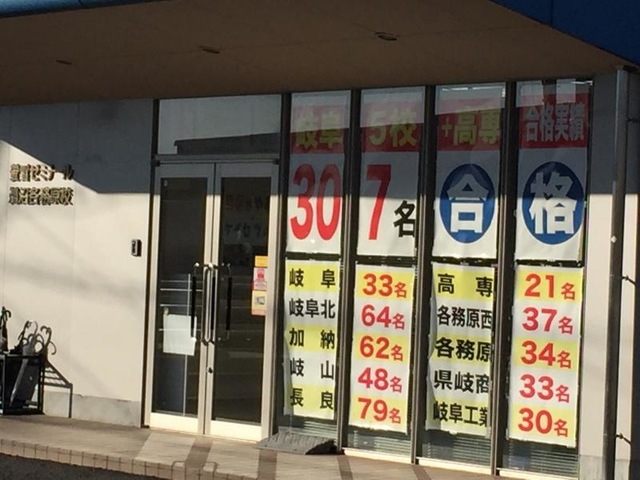 岐阜5校+高専合格実績
307名合格
岐阜 33名 高専 21名
岐阜北 64名 各務原西 37名
加納 62名 各務原 34名
岐山 48名 県岐商 33名
長良 79名 岐阜工業 30名